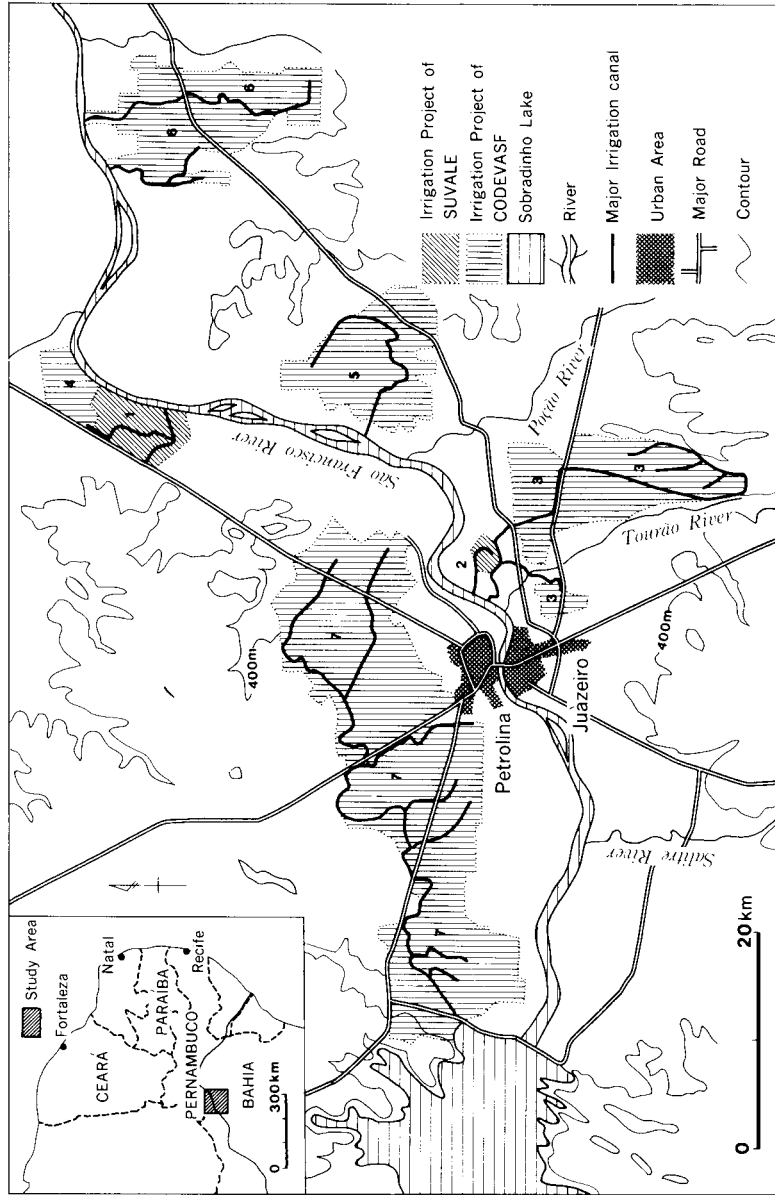 Study Area
Fortaleza
Natal
CEARA
PARAIBA
Recife
PERNAMBUCO
BAHIA
0 300km
400m
7
7
7
Petrolina
Juazeiro
400m
Salitre River
São Francisco River
4
1
2
3
3
3
Tourão River
Poção River
5
6
6
Irrigation Project of
SUVALE
Irrigation Project of
CODEVASF
Sobradinho Lake
River
Major Irrigation canal
Urban Area
Major Road
Contour
0 20km